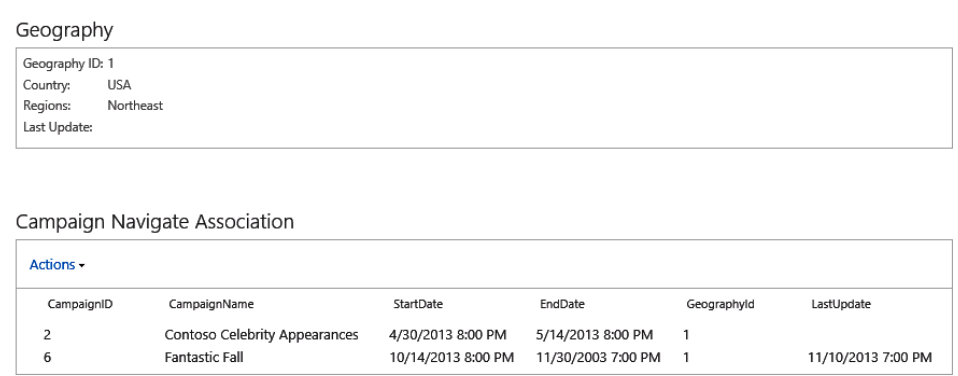 Geography
Geography ID: 1
Country: USA
Regions: Northeast
Last Update:
Campaign Navigate Association
Actions
CampaignID CampaignName StartDate EndDate GeographyId LastUpdate
2 Contoso Celebrity Appearances 4/30/2013 8:00 PM 5/14/2013 8:00 PM 1
6 Fantastic Fall 10/14/2013 8:00 PM 11/30/2003 7:00 PM 1 11/10/2013 7:00 PM